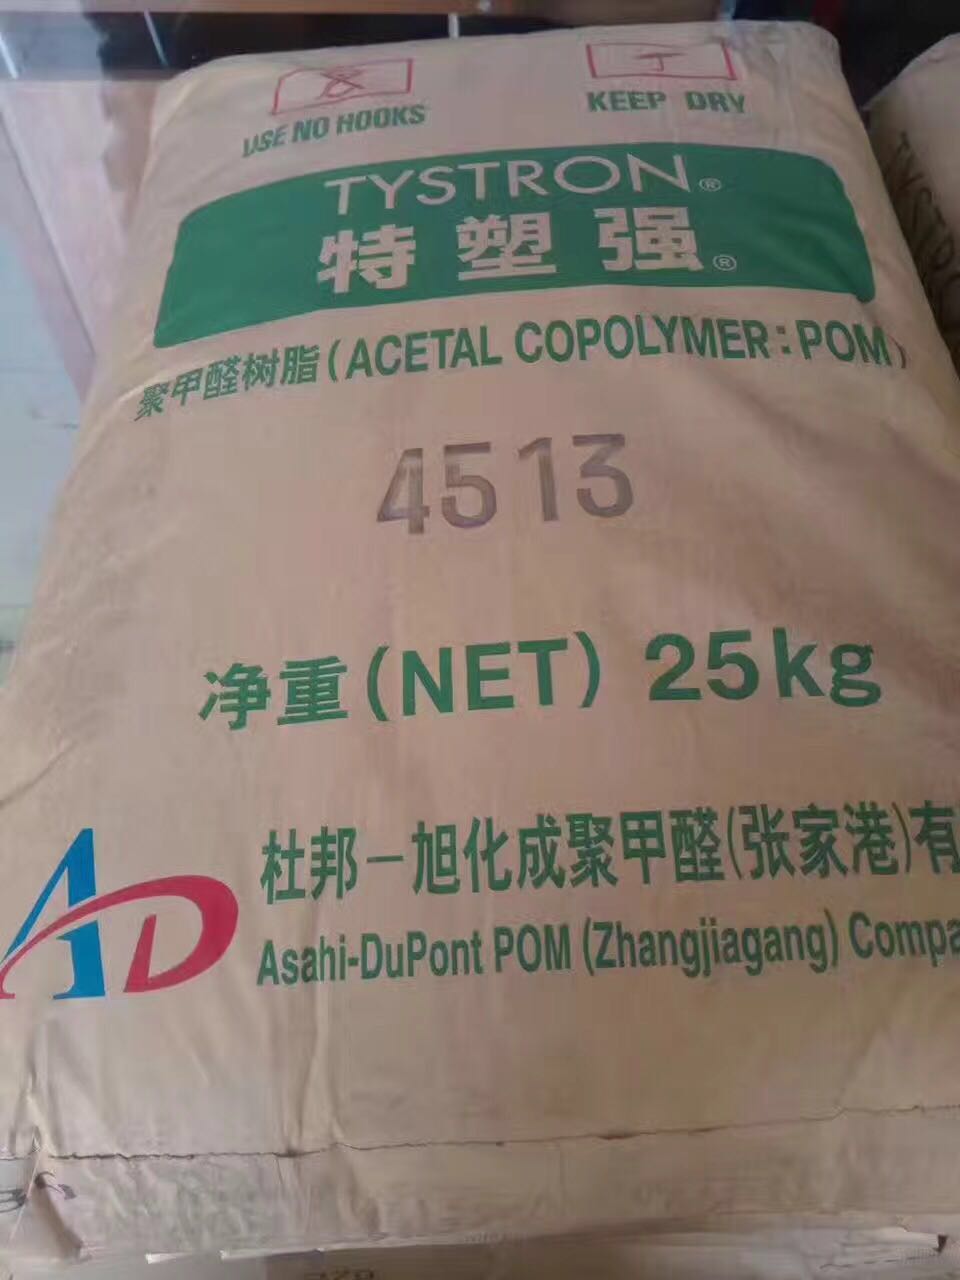 USE NO HOOKS
KEEP DRY
TYSTRON®
特塑强®
聚甲醛树脂(ACETAL COPOLYMER:POM)
4513
净重(NET) 25kg
AD
杜邦－旭化成聚甲醛(张家港)有
Asahi-DuPont POM (Zhangjiagang) Compa